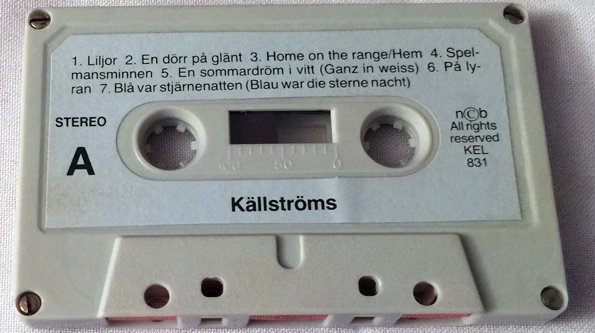 1. Liljor 2. En dörr på glänt 3. Home on the range/Hem 4. Spel-
mansminnen 5. En sommardröm i vitt (Ganz in weiss) 6. På ly-
ran 7. Blå var stjärnenatten (Blau war die sterne nacht)
STEREO
A
n©b
All rights
reserved
KEL
831
100 50 0
Källströms